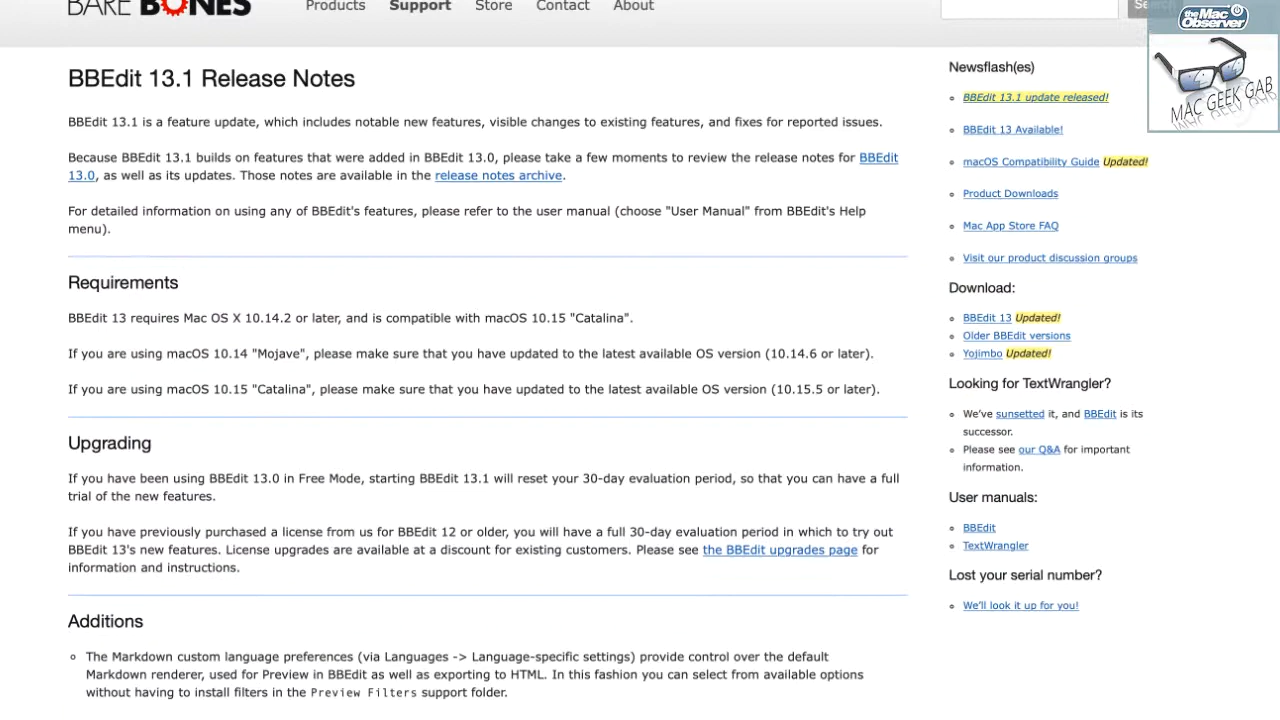 BARE BONES
Products Support Store Contact About
Search
the Mac Observer
MAC GEEK GAB
BBEdit 13.1 Release Notes
BBEdit 13.1 is a feature update, which includes notable new features, visible changes to existing features, and fixes for reported issues.
Because BBEdit 13.1 builds on features that were added in BBEdit 13.0, please take a few moments to review the release notes for BBEdit
13.0, as well as its updates. Those notes are available in the release notes archive.
For detailed information on using any of BBEdit's features, please refer to the user manual (choose "User Manual" from BBEdit's Help
menu).
Requirements
BBEdit 13 requires Mac OS X 10.14.2 or later, and is compatible with macOS 10.15 "Catalina".
If you are using macOS 10.14 "Mojave", please make sure that you have updated to the latest available OS version (10.14.6 or later).
If you are using macOS 10.15 "Catalina", please make sure that you have updated to the latest available OS version (10.15.5 or later).
Upgrading
If you have been using BBEdit 13.0 in Free Mode, starting BBEdit 13.1 will reset your 30-day evaluation period, so that you can have a full
trial of the new features.
If you have previously purchased a license from us for BBEdit 12 or older, you will have a full 30-day evaluation period in which to try out
BBEdit 13's new features. License upgrades are available at a discount for existing customers. Please see the BBEdit upgrades page for
information and instructions.
Additions
The Markdown custom language preferences (via Languages -> Language-specific settings) provide control over the default
Markdown renderer, used for Preview in BBEdit as well as exporting to HTML. In this fashion you can select from available options
without having to install filters in the Preview Filters support folder.
Newsflash(es)
BBEdit 13.1 update released!
BBEdit 13 Available!
macOS Compatibility Guide Updated!
Product Downloads
Mac App Store FAQ
Visit our product discussion groups
Download:
BBEdit 13 Updated!
Older BBEdit versions
Yojimbo Updated!
Looking for TextWrangler?
We've sunsetted it, and BBEdit is its
successor.
Please see our Q&A for important
information.
User manuals:
BBEdit
TextWrangler
Lost your serial number?
We'll look it up for you!